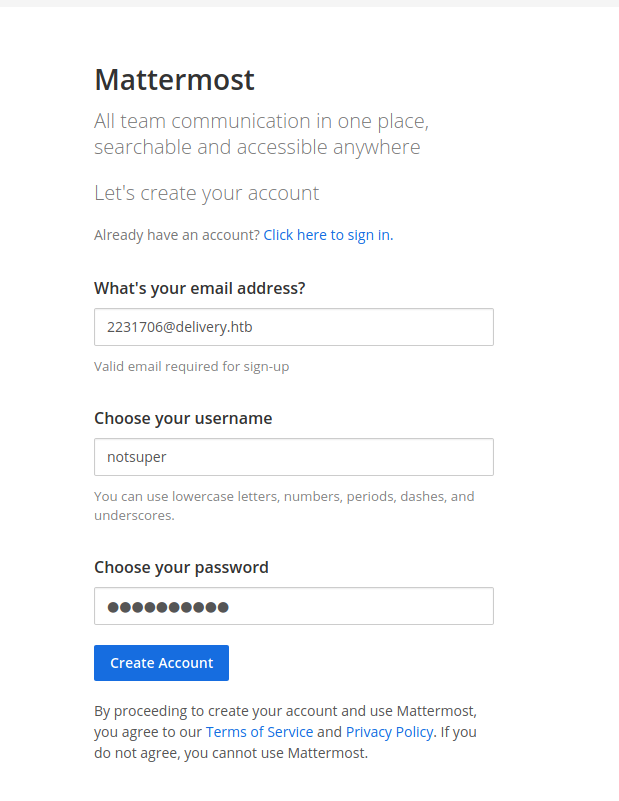 Mattermost
All team communication in one place,
searchable and accessible anywhere
Let's create your account
Already have an account? Click here to sign in.
What's your email address?
2231706@delivery.htb
Valid email required for sign-up
Choose your username
notsuper
You can use lowercase letters, numbers, periods, dashes, and
underscores.
Choose your password
●●●●●●●●●●
Create Account
By proceeding to create your account and use Mattermost,
you agree to our Terms of Service and Privacy Policy. If you
do not agree, you cannot use Mattermost.